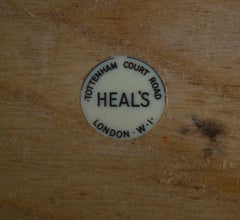 ·TOTTENHAM COURT ROAD·
HEAL'S
LONDON·W·1·